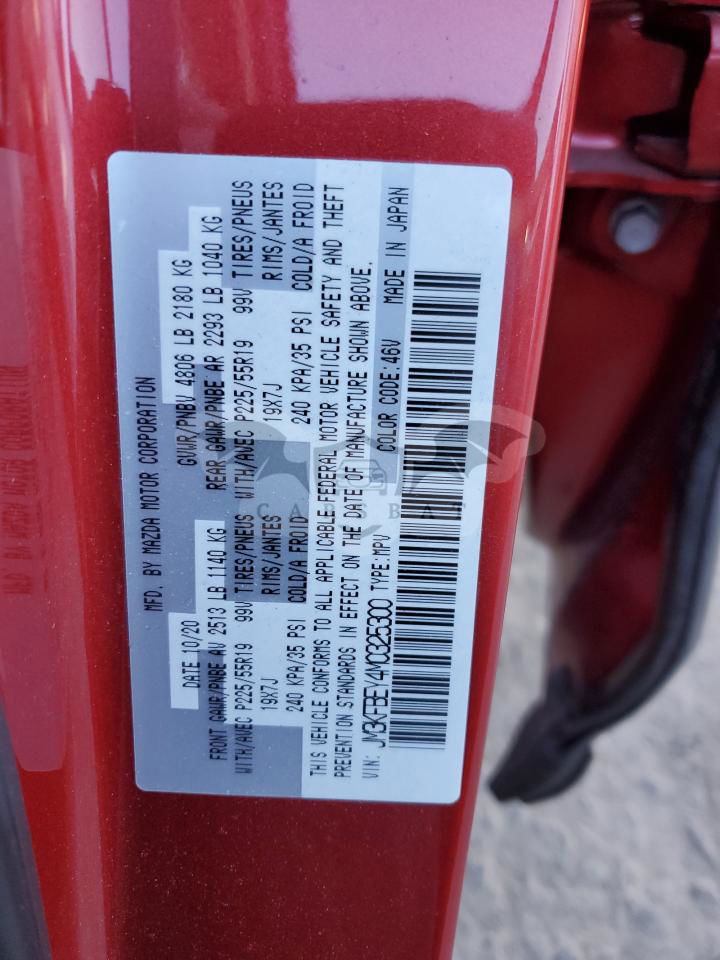 MFD. BY MAZDA MOTOR CORPORATION
DATE 10/20 GVWR/PNBV 4806 LB 2180 KG
FRONT GAWR/PNBE AV 2513 LB 1140 KG REAR GAWR/PNBE AR 2293 LB 1040 KG
WITH/AVEC P225/55R19 99V TIRES/PNEUS WITH/AVEC P225/55R19 99V TIRES/PNEUS
19X7J RIMS/JANTES 19X7J RIMS/JANTES
240 KPA/35 PSI COLD/A FROID 240 KPA/35 PSI COLD/A FROID
THIS VEHICLE CONFORMS TO ALL APPLICABLE FEDERAL MOTOR VEHICLE SAFETY AND THEFT
PREVENTION STANDARDS IN EFFECT ON THE DATE OF MANUFACTURE SHOWN ABOVE.
VIN: JM3KFBEY4M0325300 TYPE:MPV COLOR CODE:46V MADE IN JAPAN
CARSBAT